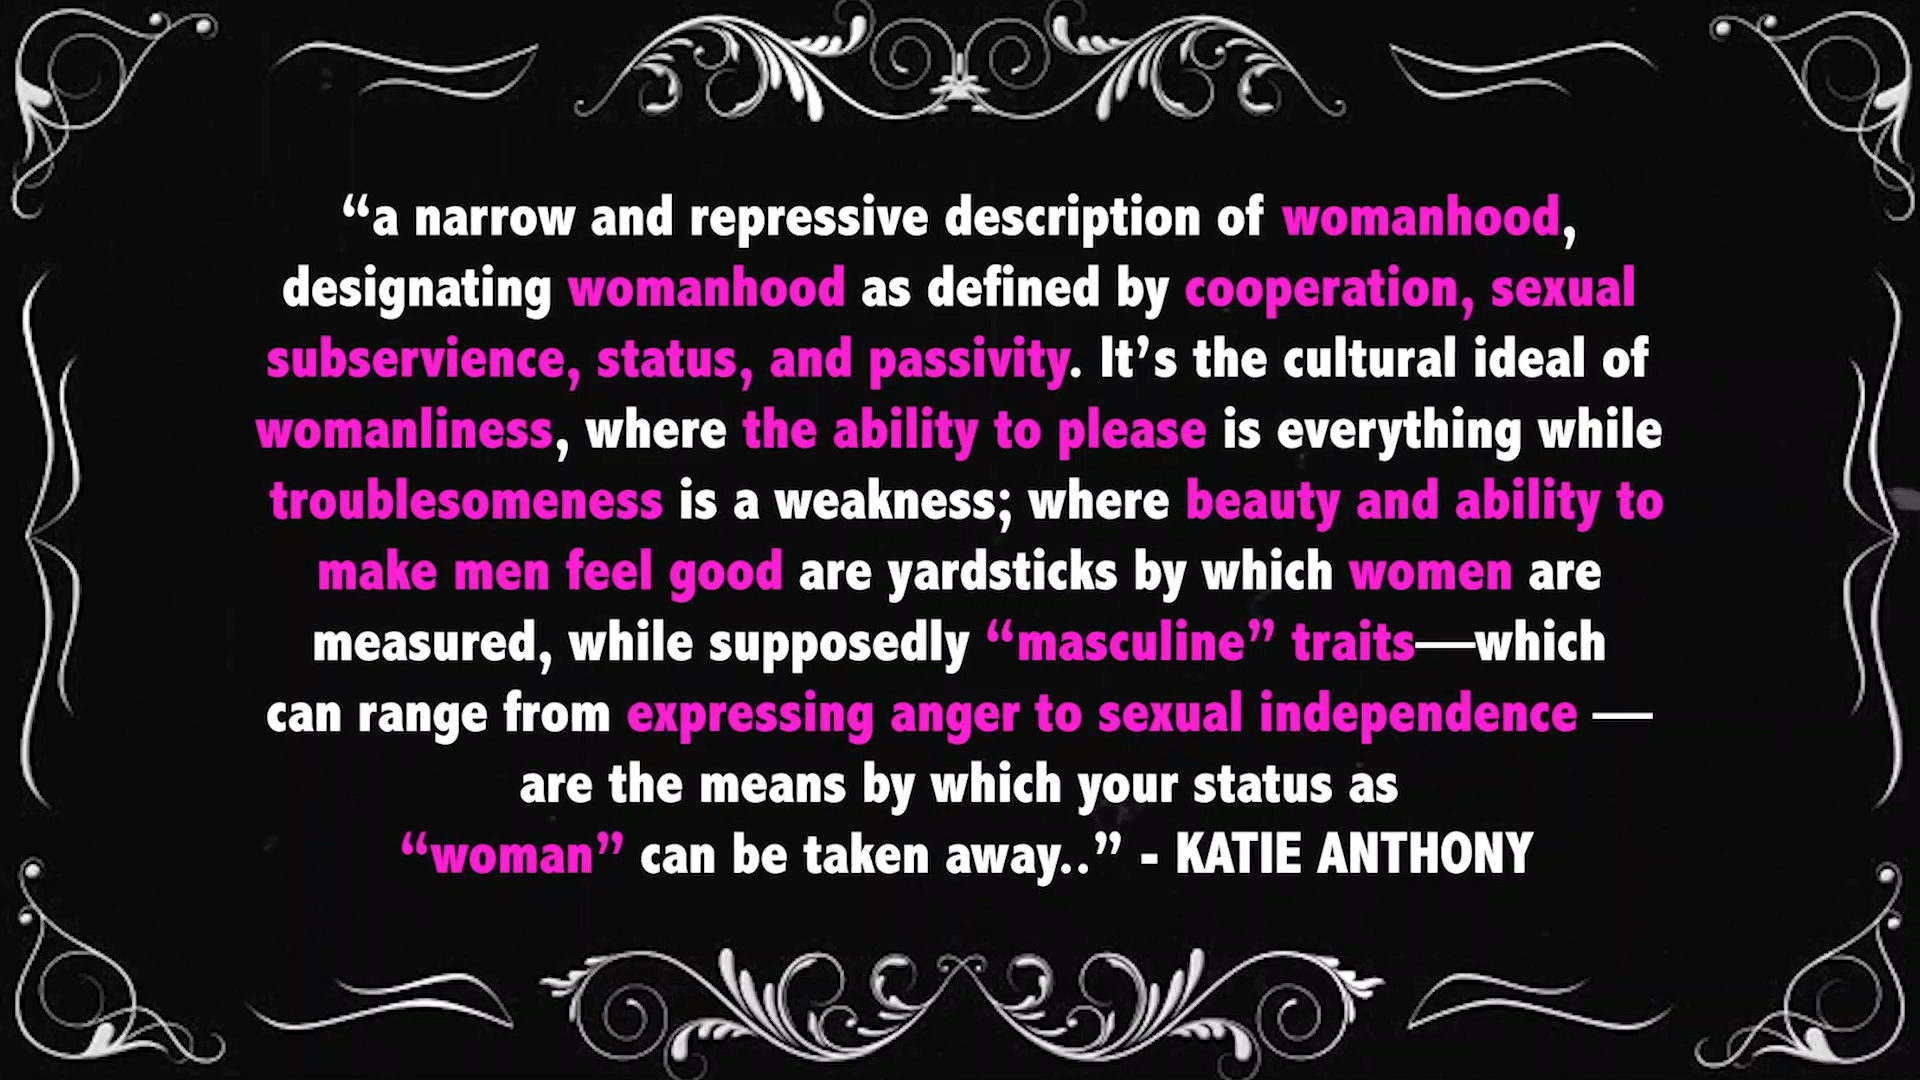 “a narrow and repressive description of womanhood,
designating womanhood as defined by cooperation, sexual
subservience, status, and passivity. It’s the cultural ideal of
womanliness, where the ability to please is everything while
troublesomeness is a weakness; where beauty and ability to
make men feel good are yardsticks by which women are
measured, while supposedly “masculine” traits—which
can range from expressing anger to sexual independence —
are the means by which your status as
“woman” can be taken away..” - KATIE ANTHONY